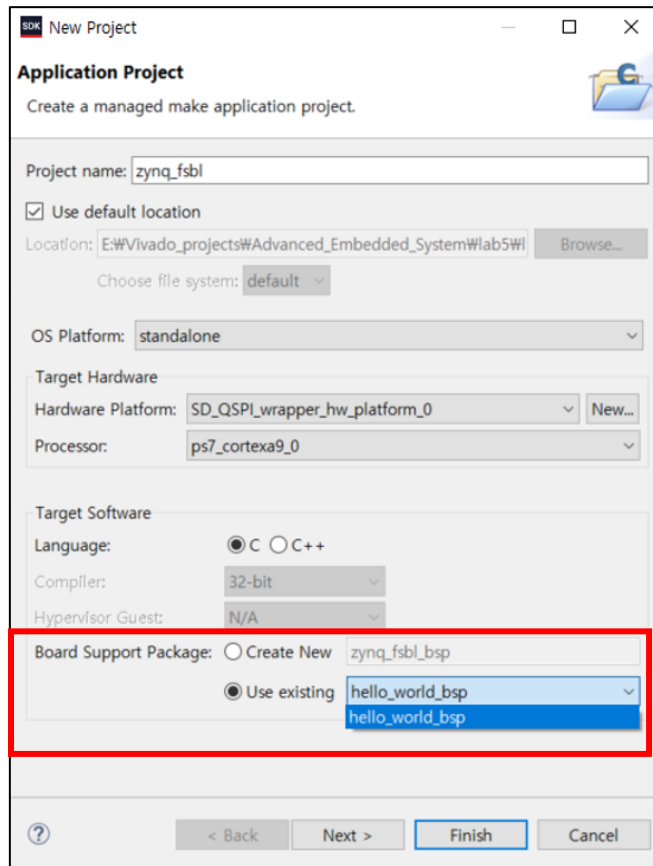 SDK New Project
Application Project
Create a managed make application project.
Project name: zynq_fsbl
Use default location
Location: E:₩Vivado_projects₩Advanced_Embedded_System₩lab5₩l Browse...
Choose file system: default
OS Platform: standalone
Target Hardware
Hardware Platform: SD_QSPI_wrapper_hw_platform_0 New...
Processor: ps7_cortexa9_0
Target Software
Language: C C++
Compiler: 32-bit
Hypervisor Guest: N/A
Board Support Package: Create New zynq_fsbl_bsp
Use existing hello_world_bsp
hello_world_bsp
? < Back Next > Finish Cancel